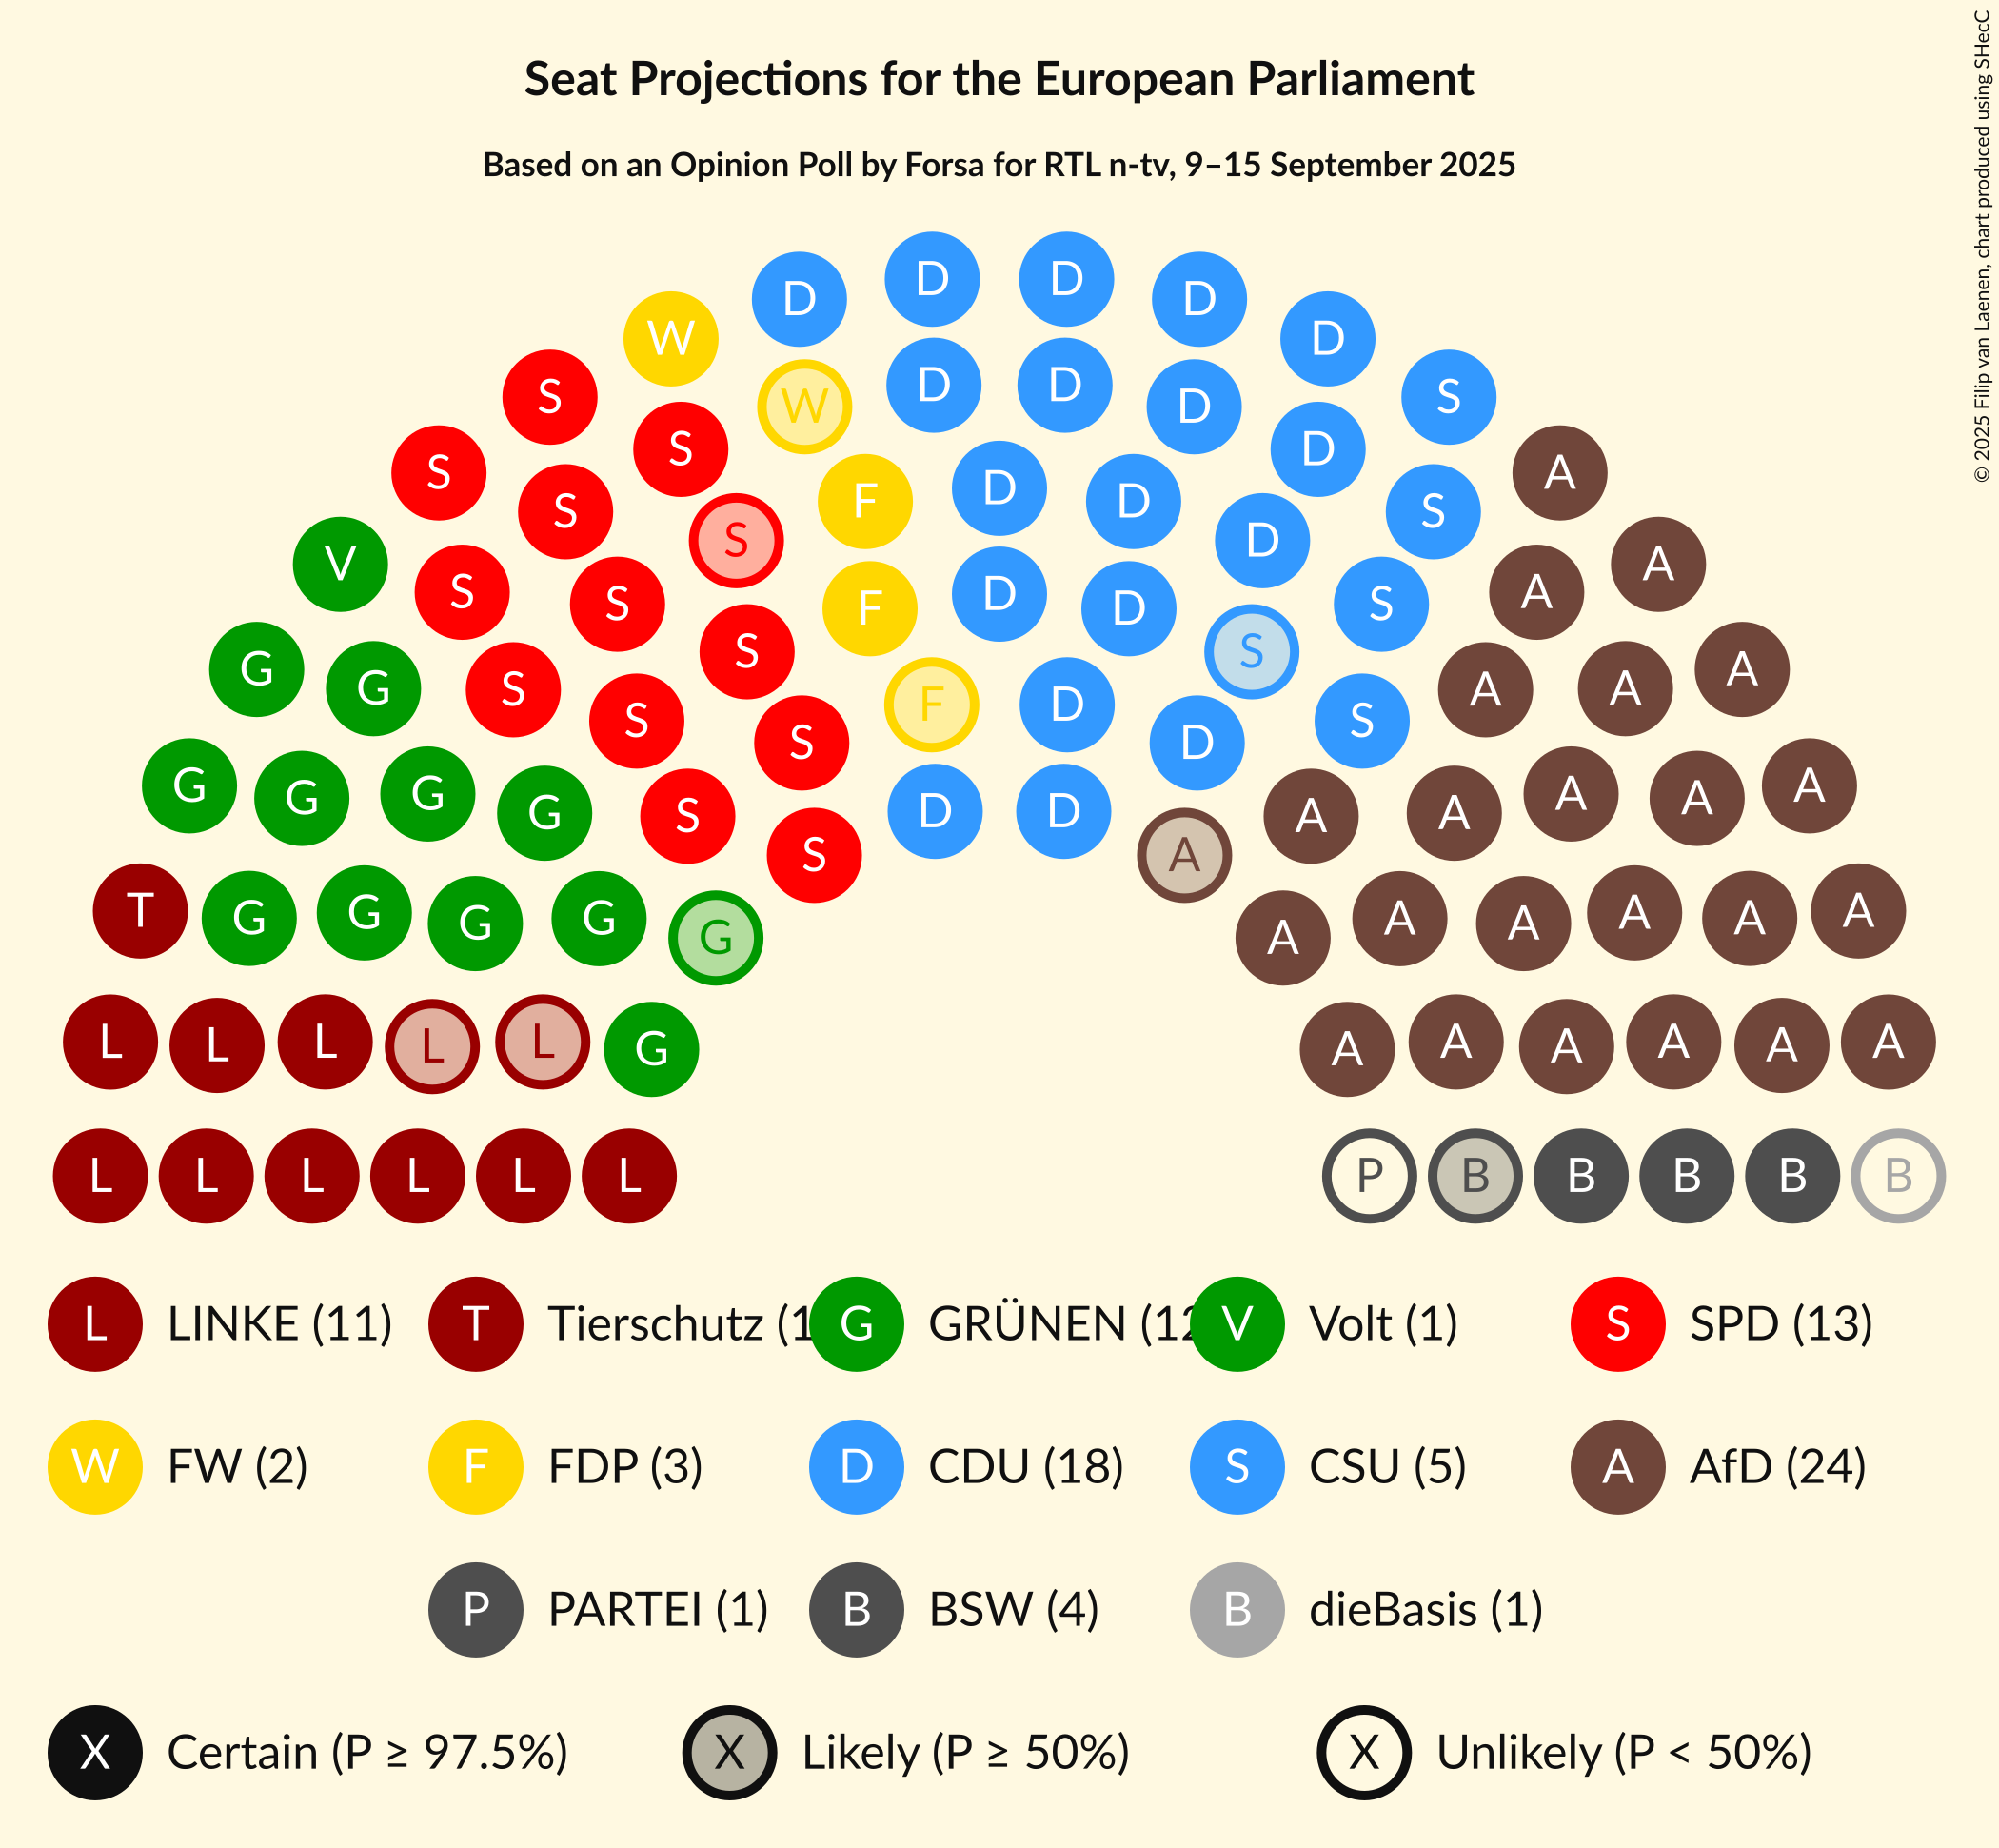 Seat Projections for the European Parliament
Based on an Opinion Poll by Forsa for RTL n-tv, 9–15 September 2025
© 2025 Filip van Laenen, chart produced using SHecC
D D D D
W D
S W D D D S
S S D D A
S F D D D S
V S S D S A
S S F D D S A A
G G S S F D S A A A
G G G G S S D D A A A A A
S D D A A
T G G G G G A A A A A A
L L L L L G A A A A A A
L L L L L L P B B B B B
L LINKE (11) T Tierschutz (1 G GRÜNEN (12 V Volt (1) S SPD (13)
W FW (2) F FDP (3) D CDU (18) S CSU (5) A AfD (24)
P PARTEI (1) B BSW (4) B dieBasis (1)
X Certain (P ≥ 97.5%) X Likely (P ≥ 50%) X Unlikely (P < 50%)